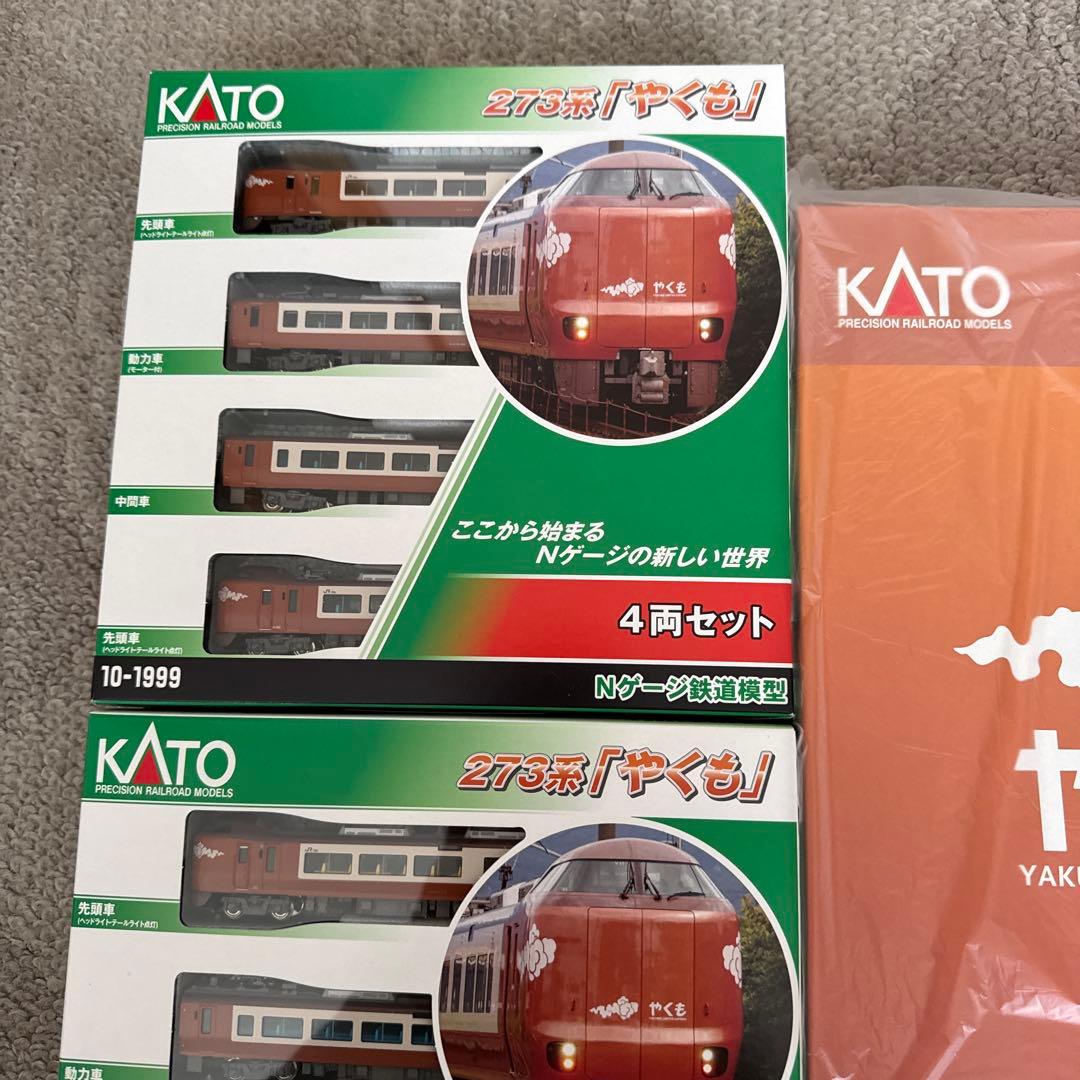 KATO
PRECISION RAILROAD MODELS
273系「やくも」
先頭車
(ヘッドライト・テールライト点灯)
やくも
動力車
(モーター付)
中間車
ここから始まる
Nゲージの新しい世界
先頭車
(ヘッドライト・テールライト点灯)
4両セット
10-1999
Nゲージ鉄道模型
KATO
PRECISION RAILROAD MODELS
273系「やくも」
先頭車
(ヘッドライト・テールライト点灯)
やくも
動力車
KATO
PRECISION RAILROAD MODELS
や
YAKU